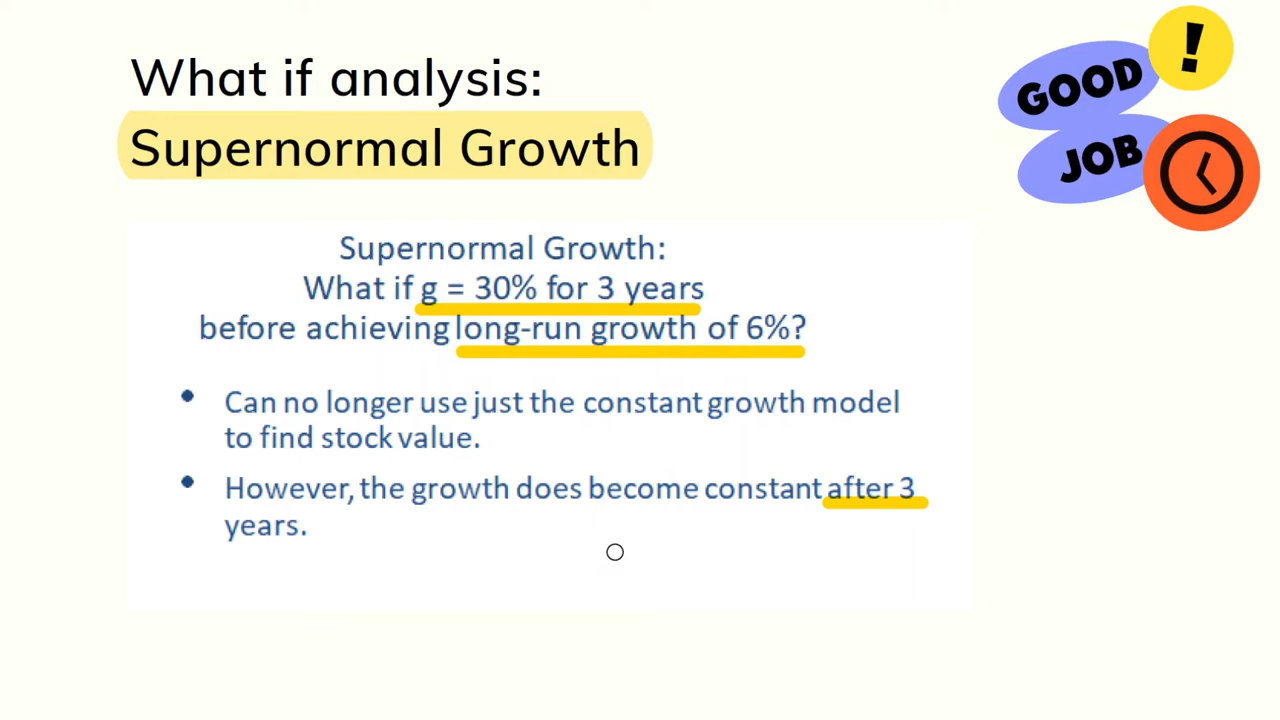 What if analysis:
Supernormal Growth
GOOD
!
JOB
Supernormal Growth:
What if g = 30% for 3 years
before achieving long-run growth of 6%?
• Can no longer use just the constant growth model
to find stock value.
• However, the growth does become constant after 3
years.